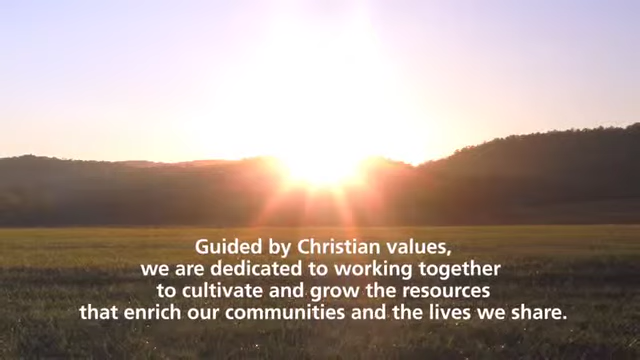 Guided by Christian values,
we are dedicated to working together
to cultivate and grow the resources
that enrich our communities and the lives we share.